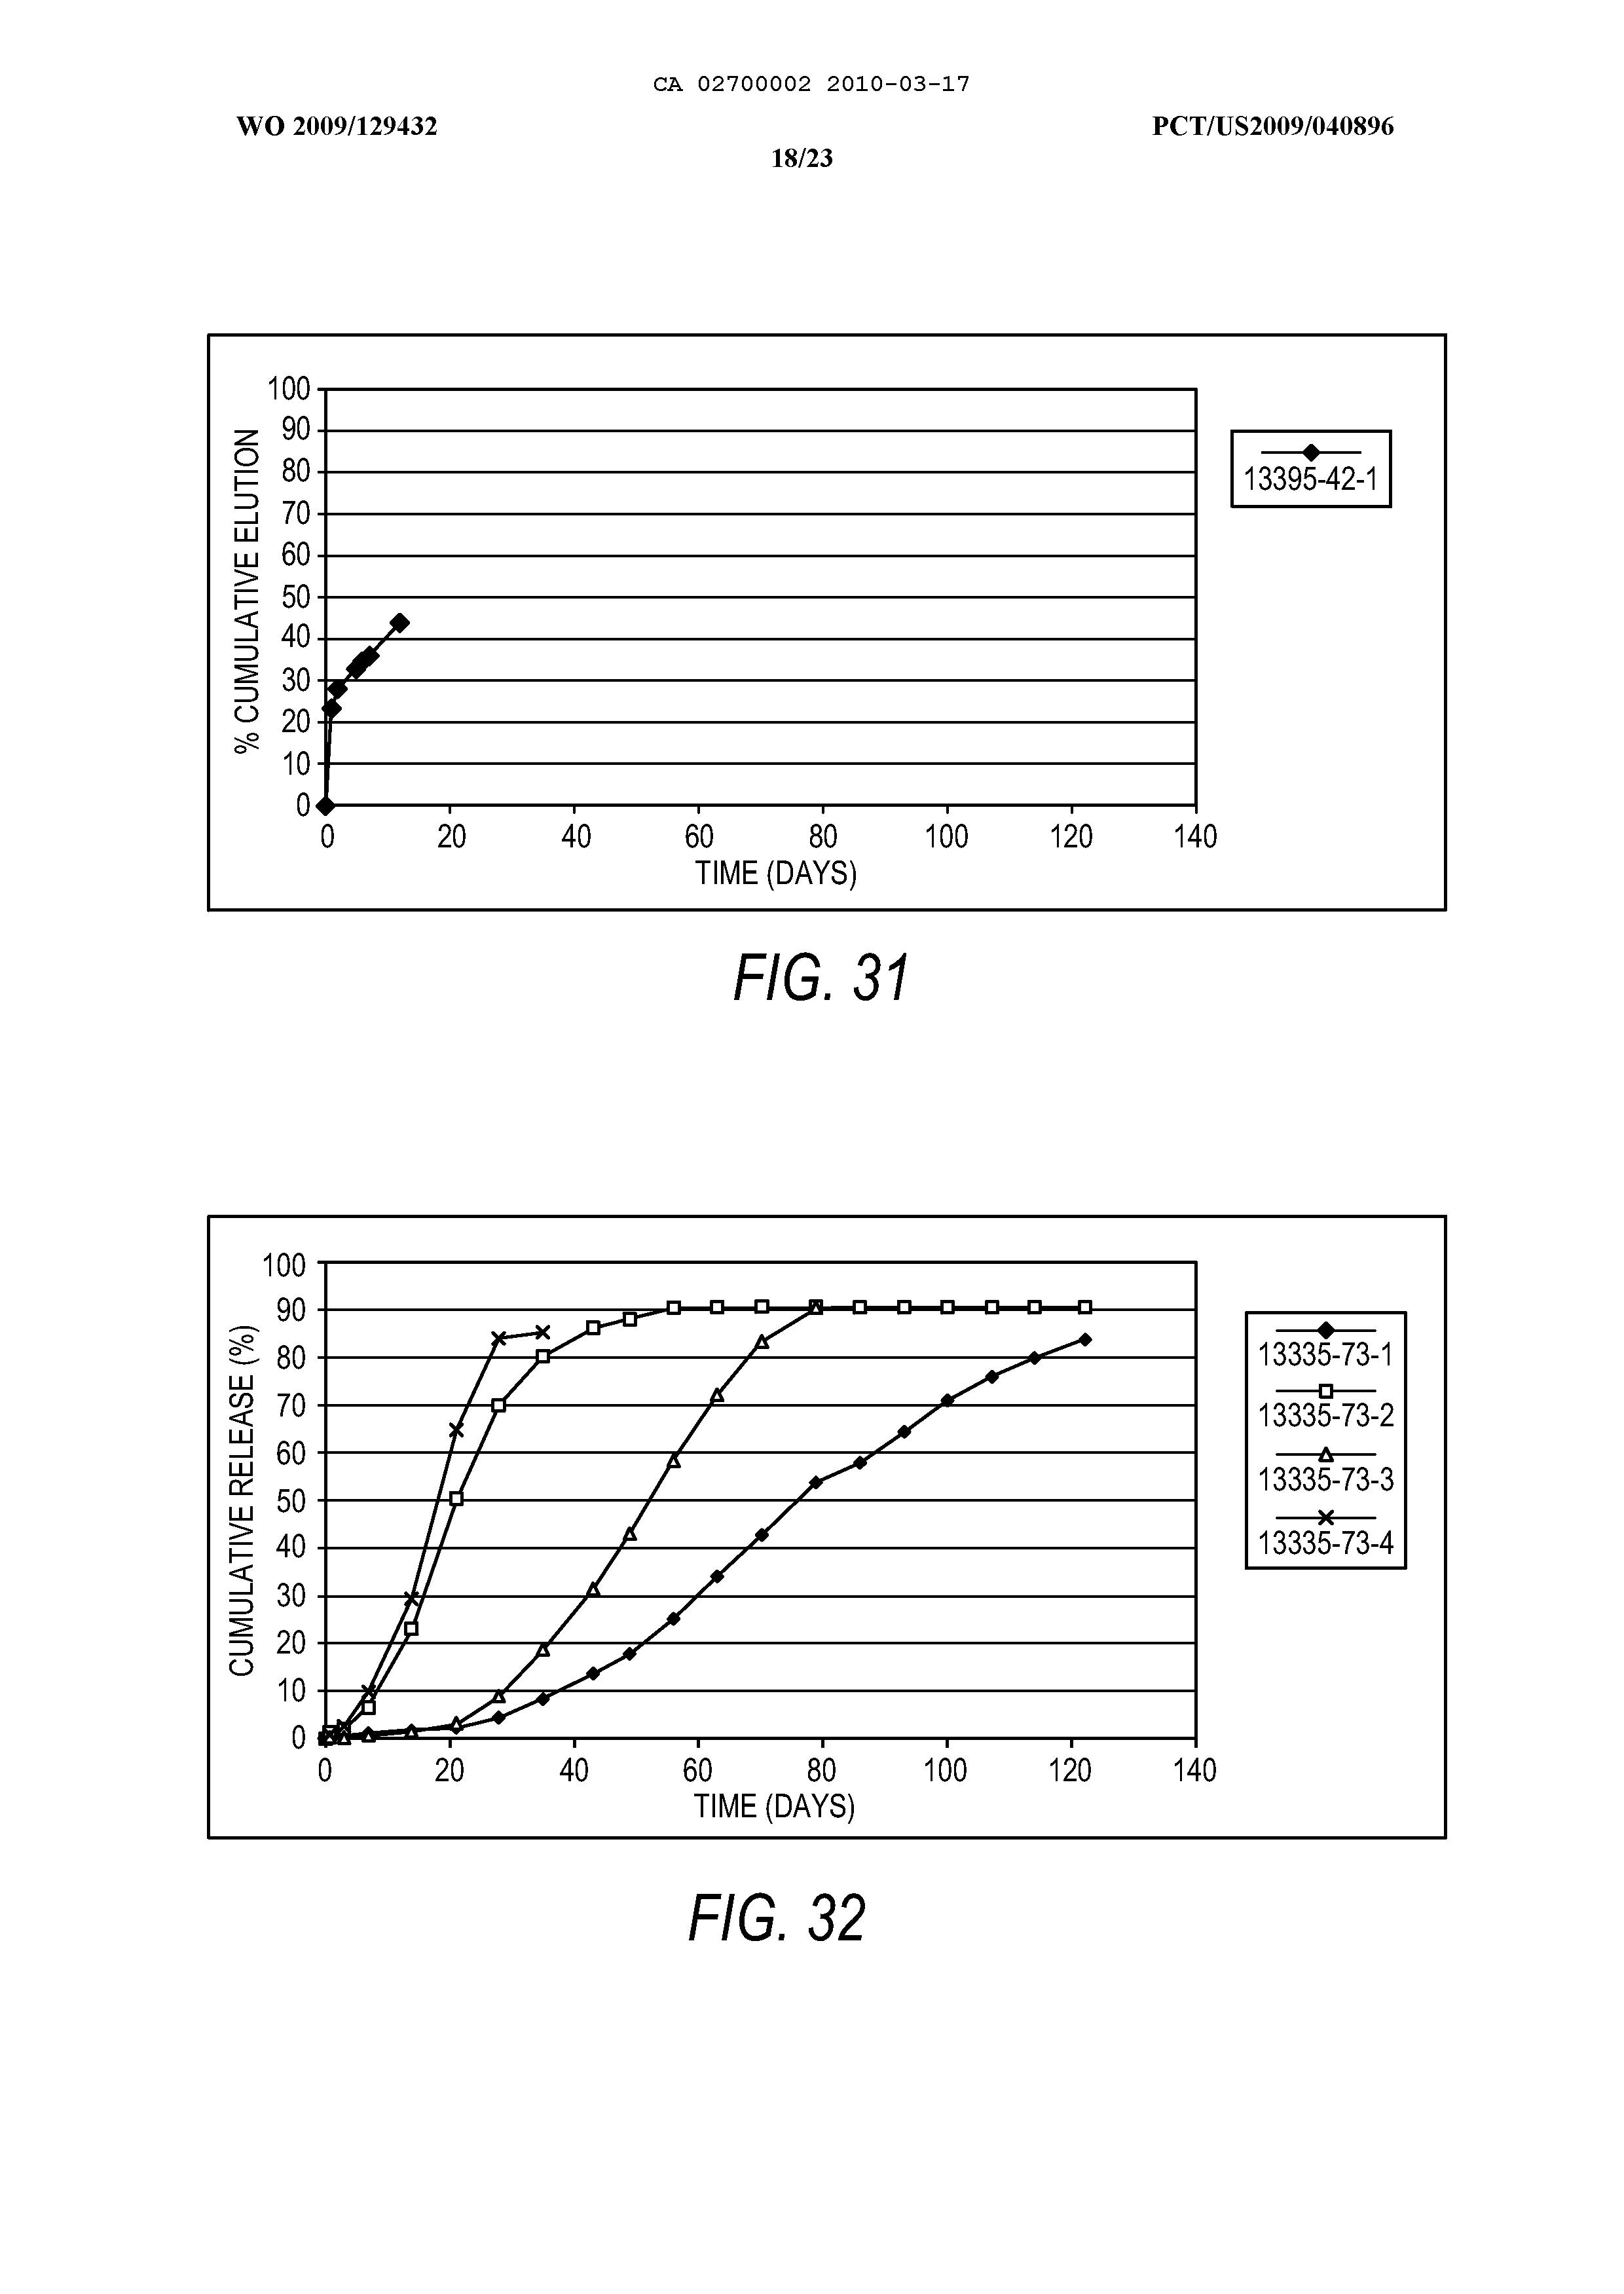 CA 02700002 2010-03-17
WO 2009/129432
PCT/US2009/040896
18/23
% CUMULATIVE ELUTION
100
90
80
70
60
50
40
30
20
10
0
0 20 40 60 80 100 120 140
TIME (DAYS)
13395-42-1
FIG. 31
CUMULATIVE RELEASE (%)
100
90
80
70
60
50
40
30
20
10
0
0 20 40 60 80 100 120 140
TIME (DAYS)
13335-73-1
13335-73-2
13335-73-3
13335-73-4
FIG. 32